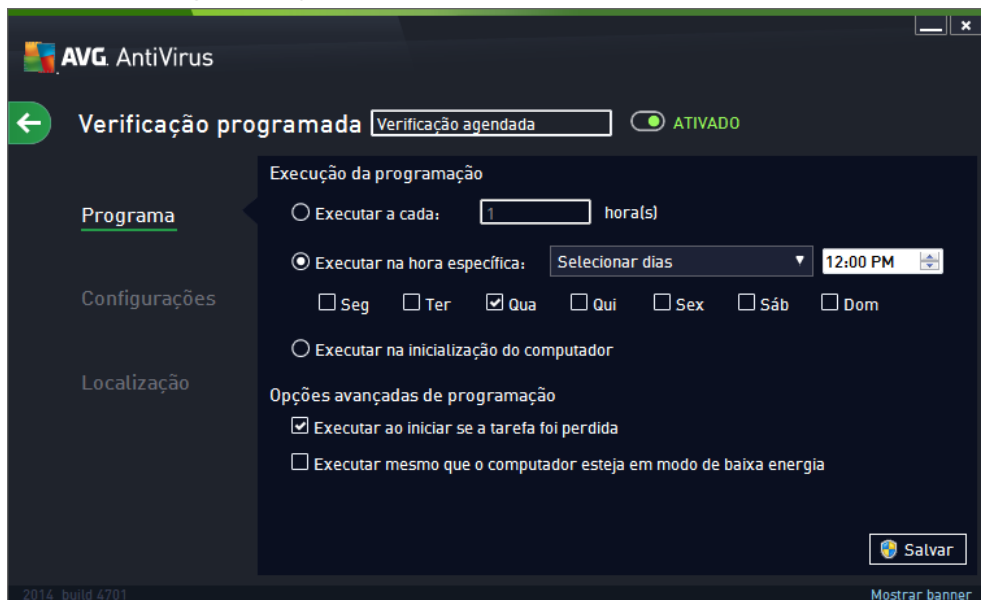 AVG. AntiVirus
Verificação programada Verificação agendada ATIVADO
Execução da programação
Programa
Executar a cada: 1 hora(s)
Executar na hora específica: Selecionar dias 12:00 PM
Configurações
Seg Ter Qua Qui Sex Sáb Dom
Executar na inicialização do computador
Localização
Opções avançadas de programação
Executar ao iniciar se a tarefa foi perdida
Executar mesmo que o computador esteja em modo de baixa energia
Salvar
2014 build 4701 Mostrar banner